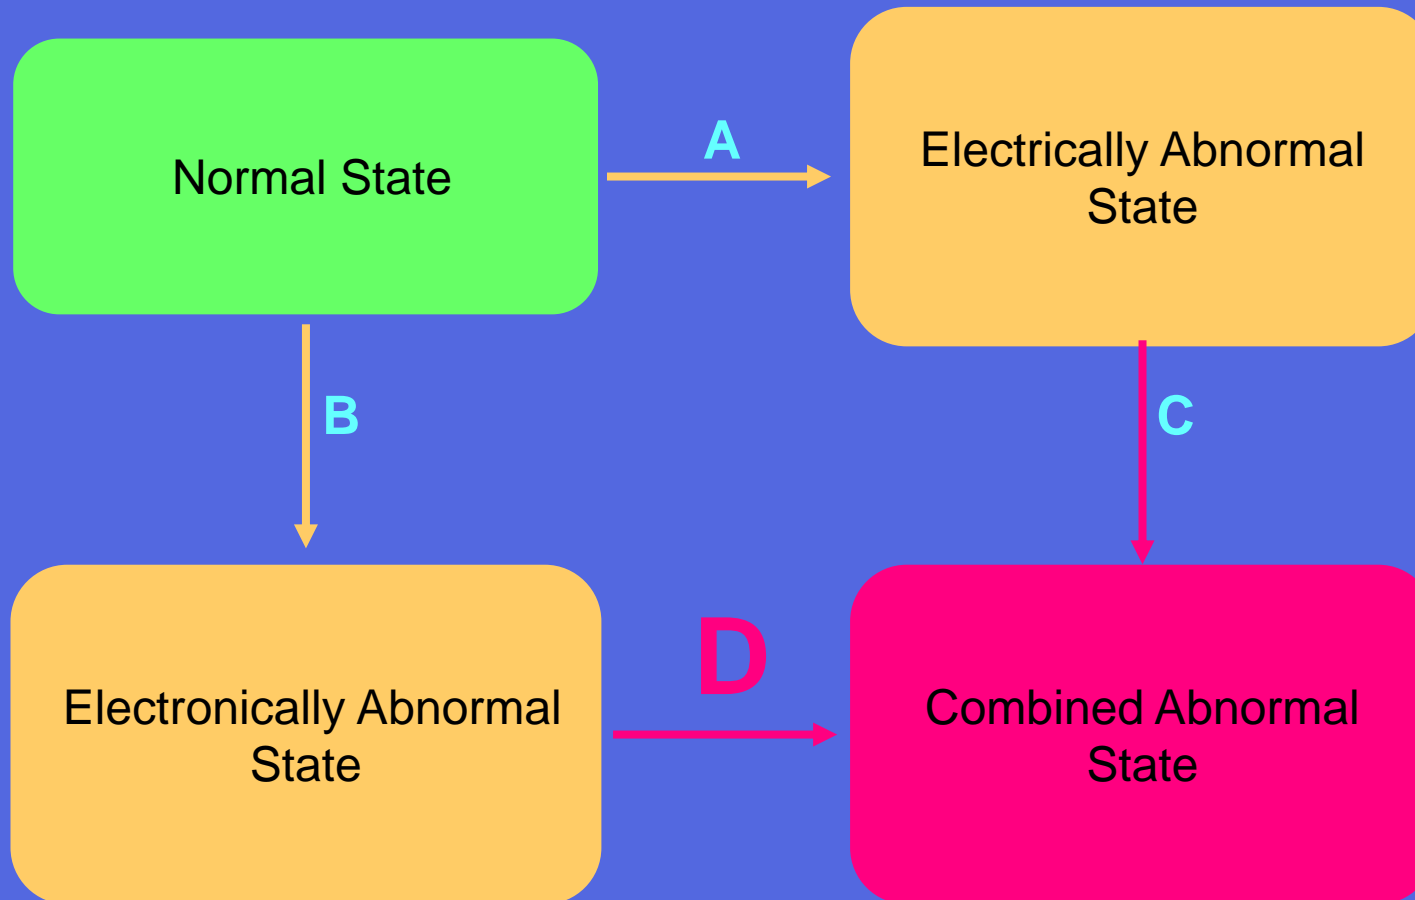 Normal State
A
Electrically Abnormal
State
B
C
Electronically Abnormal
State
D
Combined Abnormal
State